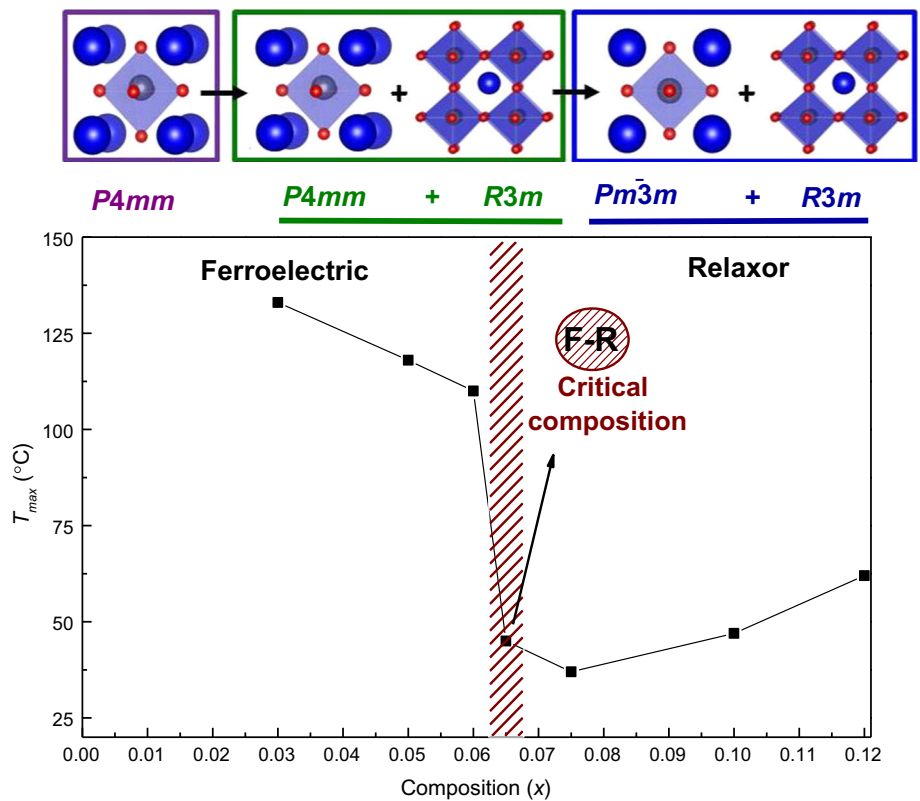 +
+
P4mm
P4mm + R3m
Pm3̄m + R3m
150
125
100
75
50
25
T_max (°C)
Ferroelectric
Relaxor
F-R
Critical
composition
0.00 0.01 0.02 0.03 0.04 0.05 0.06 0.07 0.08 0.09 0.10 0.11 0.12
Composition (x)